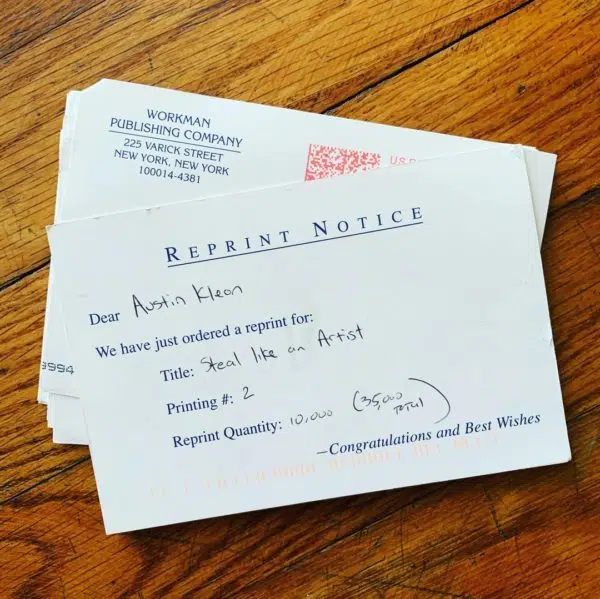 WORKMAN
PUBLISHING COMPANY
225 VARICK STREET
NEW YORK, NEW YORK
100014-4381
REPRINT NOTICE
Dear Austin Kleon
We have just ordered a reprint for:
Title: Steal like an Artist
Printing #: 2
Reprint Quantity: 10,000 (35,000
TOTAL)
—Congratulations and Best Wishes
9994